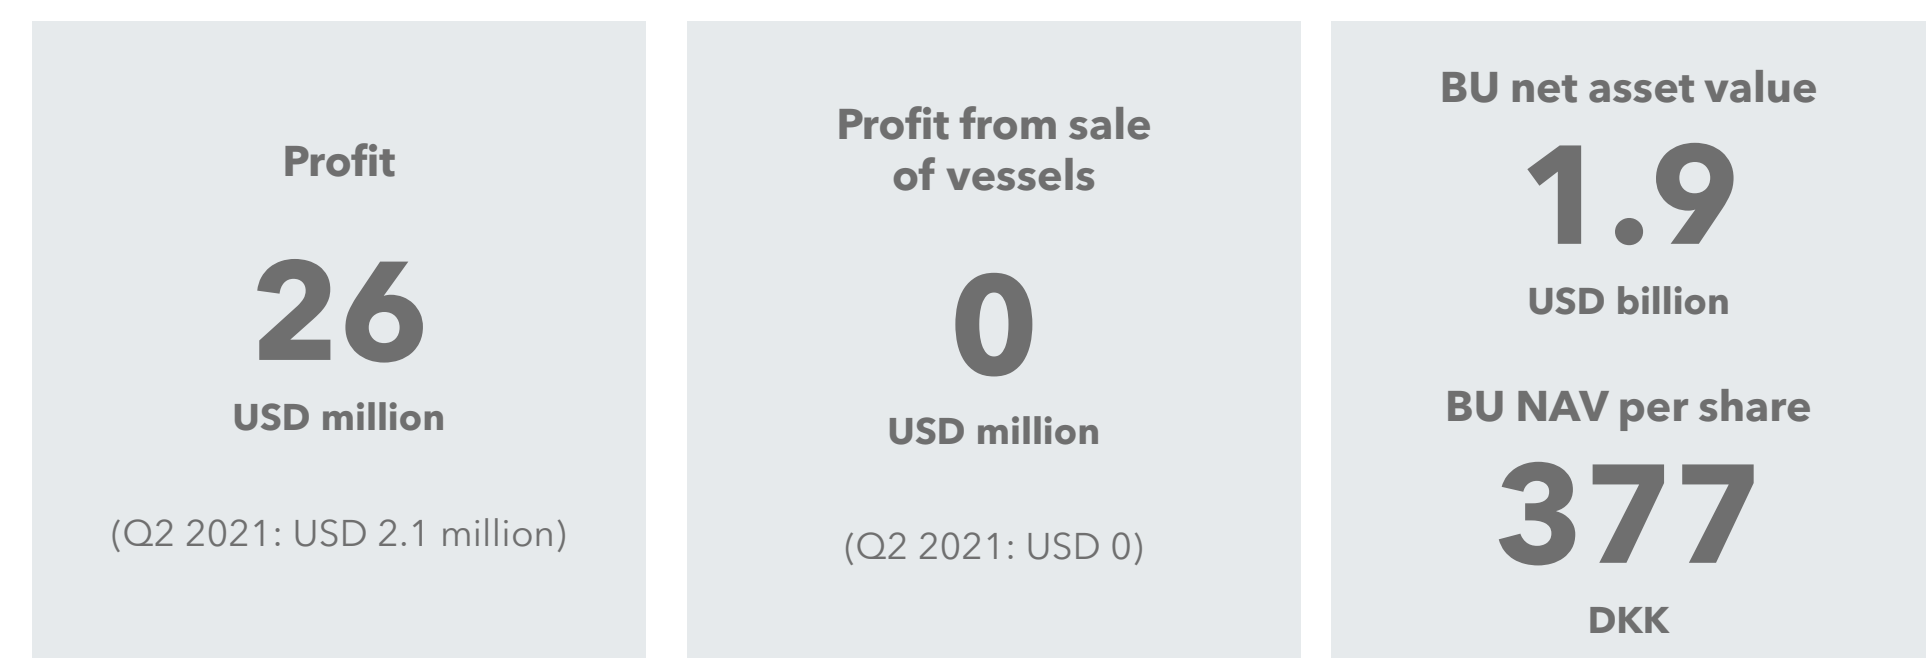 Profit
26
USD million
(Q2 2021: USD 2.1 million)
Profit from sale
of vessels
0
USD million
(Q2 2021: USD 0)
BU net asset value
1.9
USD billion
BU NAV per share
377
DKK